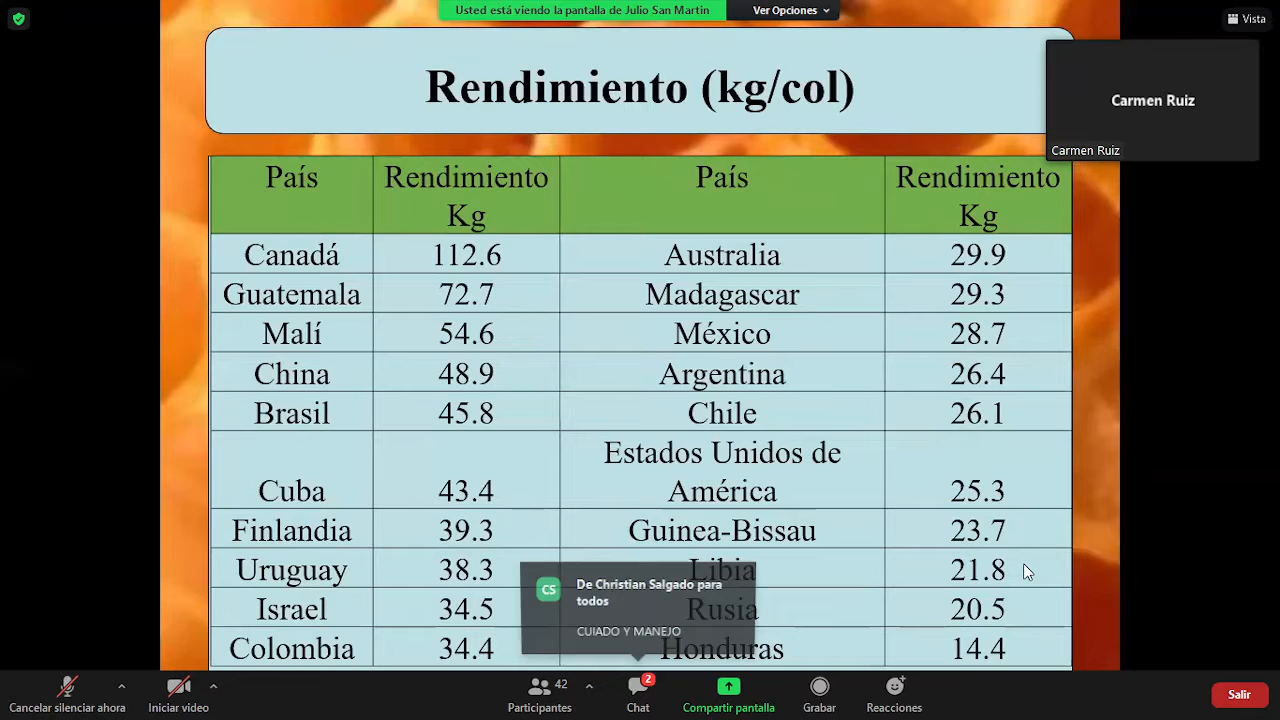 Usted está viendo la pantalla de Julio San Martin
Ver Opciones
Vista
Rendimiento (kg/col)
Carmen Ruiz
Carmen Ruiz
País Rendimiento Kg País Rendimiento Kg
Canadá 112.6 Australia 29.9
Guatemala 72.7 Madagascar 29.3
Malí 54.6 México 28.7
China 48.9 Argentina 26.4
Brasil 45.8 Chile 26.1
Cuba 43.4 Estados Unidos de América 25.3
Finlandia 39.3 Guinea-Bissau 23.7
Uruguay 38.3 Libia 21.8
Israel 34.5 Rusia 20.5
Colombia 34.4 Honduras 14.4
CS
De Christian Salgado para
todos
CUIADO Y MANEJO
Cancelar silenciar ahora
Iniciar video
42
Participantes
2
Chat
Compartir pantalla
Grabar
Reacciones
Salir